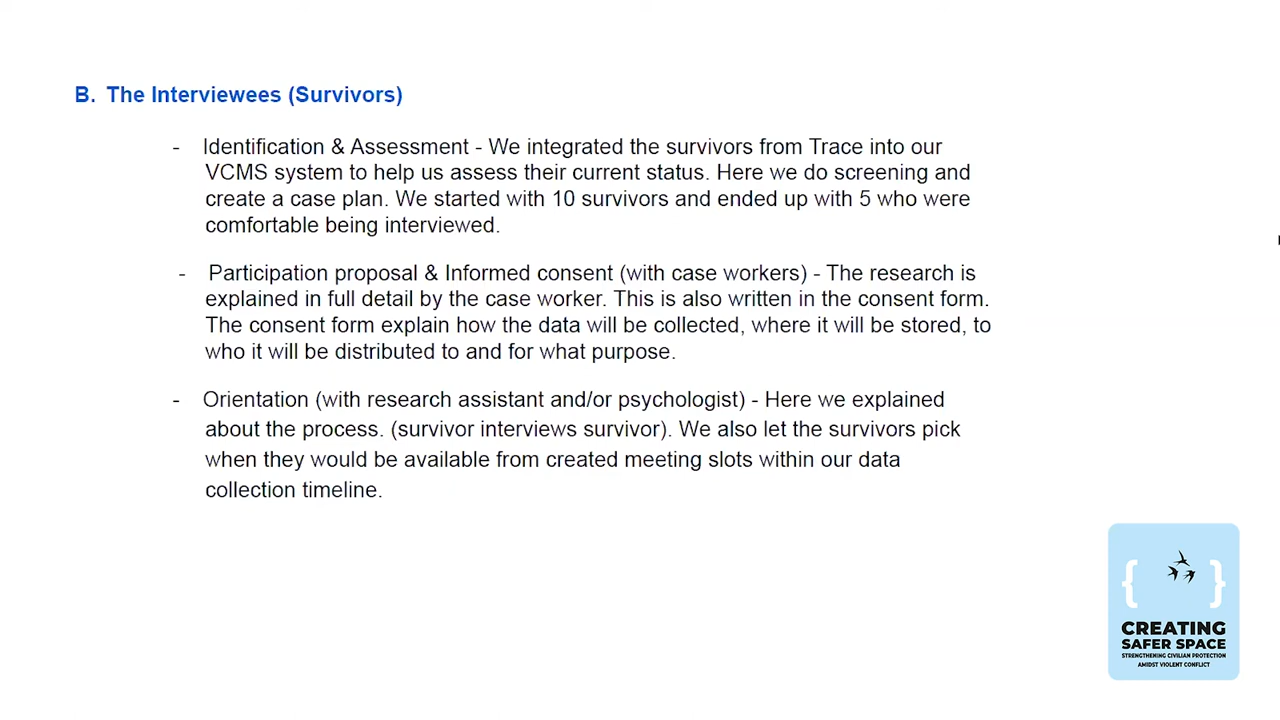 B. The Interviewees (Survivors)
- Identification & Assessment - We integrated the survivors from Trace into our
VCMS system to help us assess their current status. Here we do screening and
create a case plan. We started with 10 survivors and ended up with 5 who were
comfortable being interviewed.
- Participation proposal & Informed consent (with case workers) - The research is
explained in full detail by the case worker. This is also written in the consent form.
The consent form explain how the data will be collected, where it will be stored, to
who it will be distributed to and for what purpose.
- Orientation (with research assistant and/or psychologist) - Here we explained
about the process. (survivor interviews survivor). We also let the survivors pick
when they would be available from created meeting slots within our data
collection timeline.
{ }
CREATING
SAFER SPACE
STRENGTHENING CIVILIAN PROTECTION
AMIDST VIOLENT CONFLICT